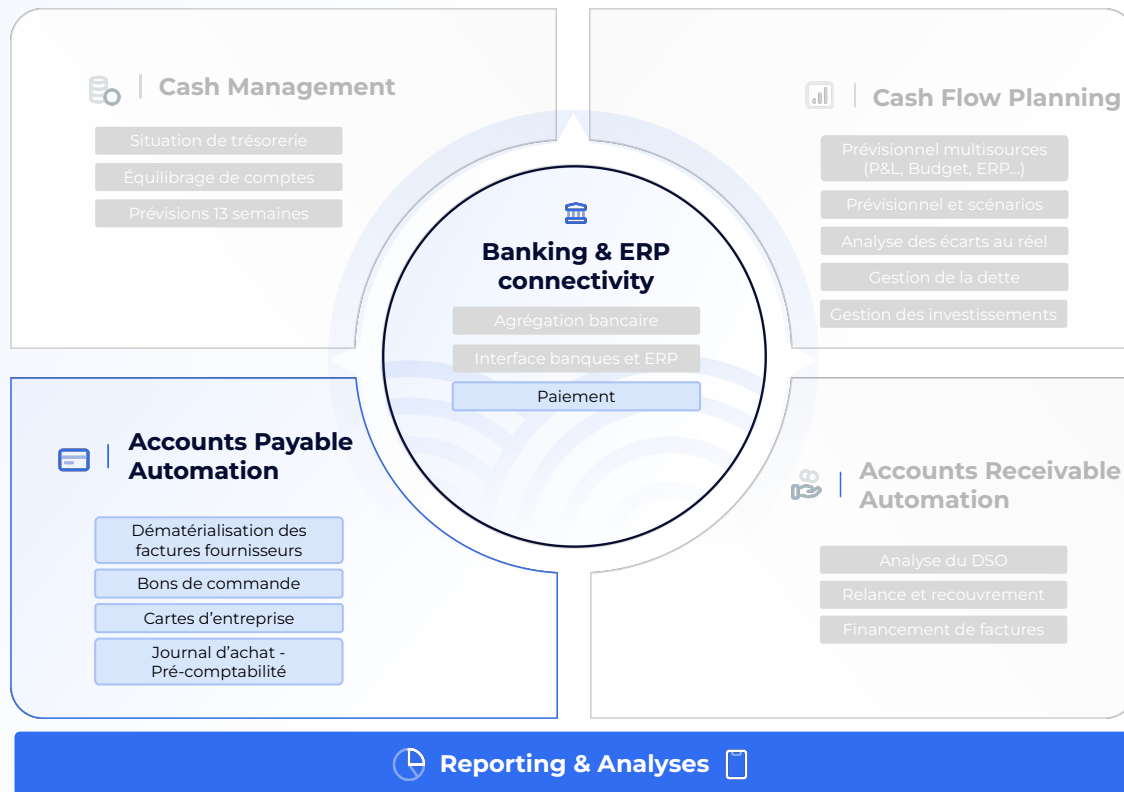 Cash Management
Situation de trésorerie
Équilibrage de comptes
Prévisions 13 semaines
Cash Flow Planning
Prévisionnel multisources
(P&L, Budget, ERP...)
Prévisionnel et scénarios
Analyse des écarts au réel
Gestion de la dette
Gestion des investissements
Banking & ERP
connectivity
Agrégation bancaire
Interface banques et ERP
Paiement
Accounts Payable
Automation
Dématérialisation des
factures fournisseurs
Bons de commande
Cartes d’entreprise
Journal d’achat -
Pré-comptabilité
Accounts Receivable
Automation
Analyse du DSO
Relance et recouvrement
Financement de factures
Reporting & Analyses